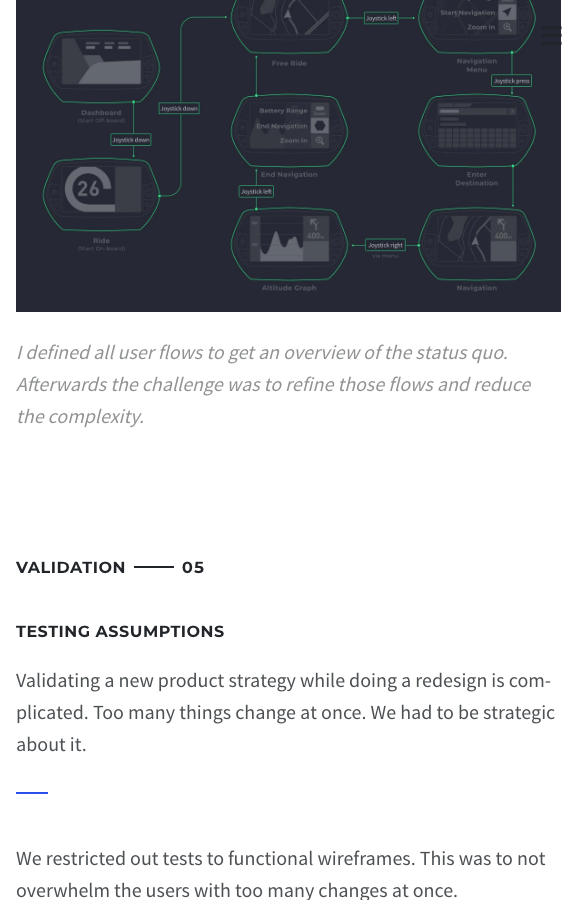 Joystick left
Start Navigation
Zoom in
Free Ride
Navigation
Menu
Joystick press
Dashboard
(Start Off-board)
Joystick down
Joystick down
Battery Range
End Navigation
Zoom in
End Navigation
Enter
Destination
26
Joystick left
Ride
(Start On-board)
400m
Joystick right
via menu
400m
Altitude Graph
Navigation
I defined all user flows to get an overview of the status quo.
Afterwards the challenge was to refine those flows and reduce
the complexity.
VALIDATION 05
TESTING ASSUMPTIONS
Validating a new product strategy while doing a redesign is com-
plicated. Too many things change at once. We had to be strategic
about it.
We restricted out tests to functional wireframes. This was to not
overwhelm the users with too many changes at once.